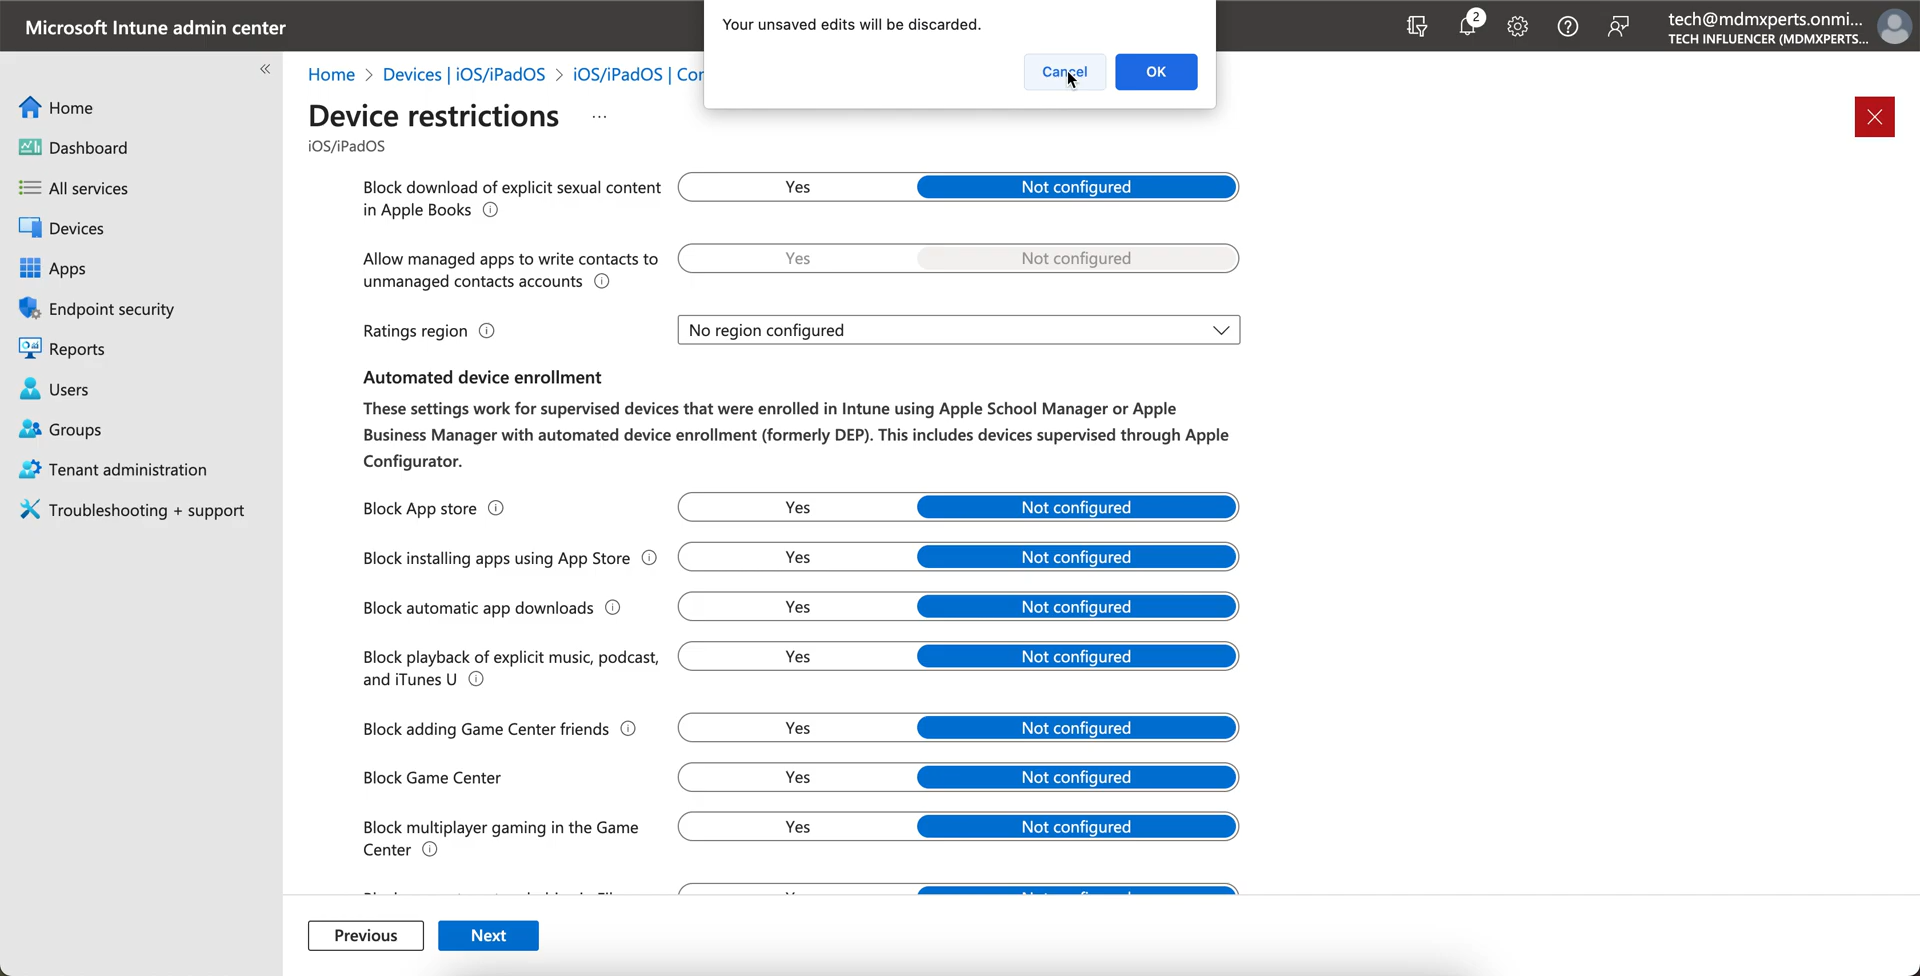 Microsoft Intune admin center
Your unsaved edits will be discarded.
Cancel
OK
2
tech@mdmxperts.onmi...
TECH INFLUENCER (MDMXPERTS...
Home > Devices | iOS/iPadOS > iOS/iPadOS | Cor
Device restrictions ...
iOS/iPadOS
Home
Dashboard
All services
Devices
Apps
Endpoint security
Reports
Users
Groups
Tenant administration
Troubleshooting + support
Block download of explicit sexual content
in Apple Books
Yes
Not configured
Allow managed apps to write contacts to
unmanaged contacts accounts
Yes
Not configured
Ratings region
No region configured
Automated device enrollment
These settings work for supervised devices that were enrolled in Intune using Apple School Manager or Apple
Business Manager with automated device enrollment (formerly DEP). This includes devices supervised through Apple
Configurator.
Block App store
Yes
Not configured
Block installing apps using App Store
Yes
Not configured
Block automatic app downloads
Yes
Not configured
Block playback of explicit music, podcast,
and iTunes U
Yes
Not configured
Block adding Game Center friends
Yes
Not configured
Block Game Center
Yes
Not configured
Block multiplayer gaming in the Game
Center
Yes
Not configured
Previous
Next